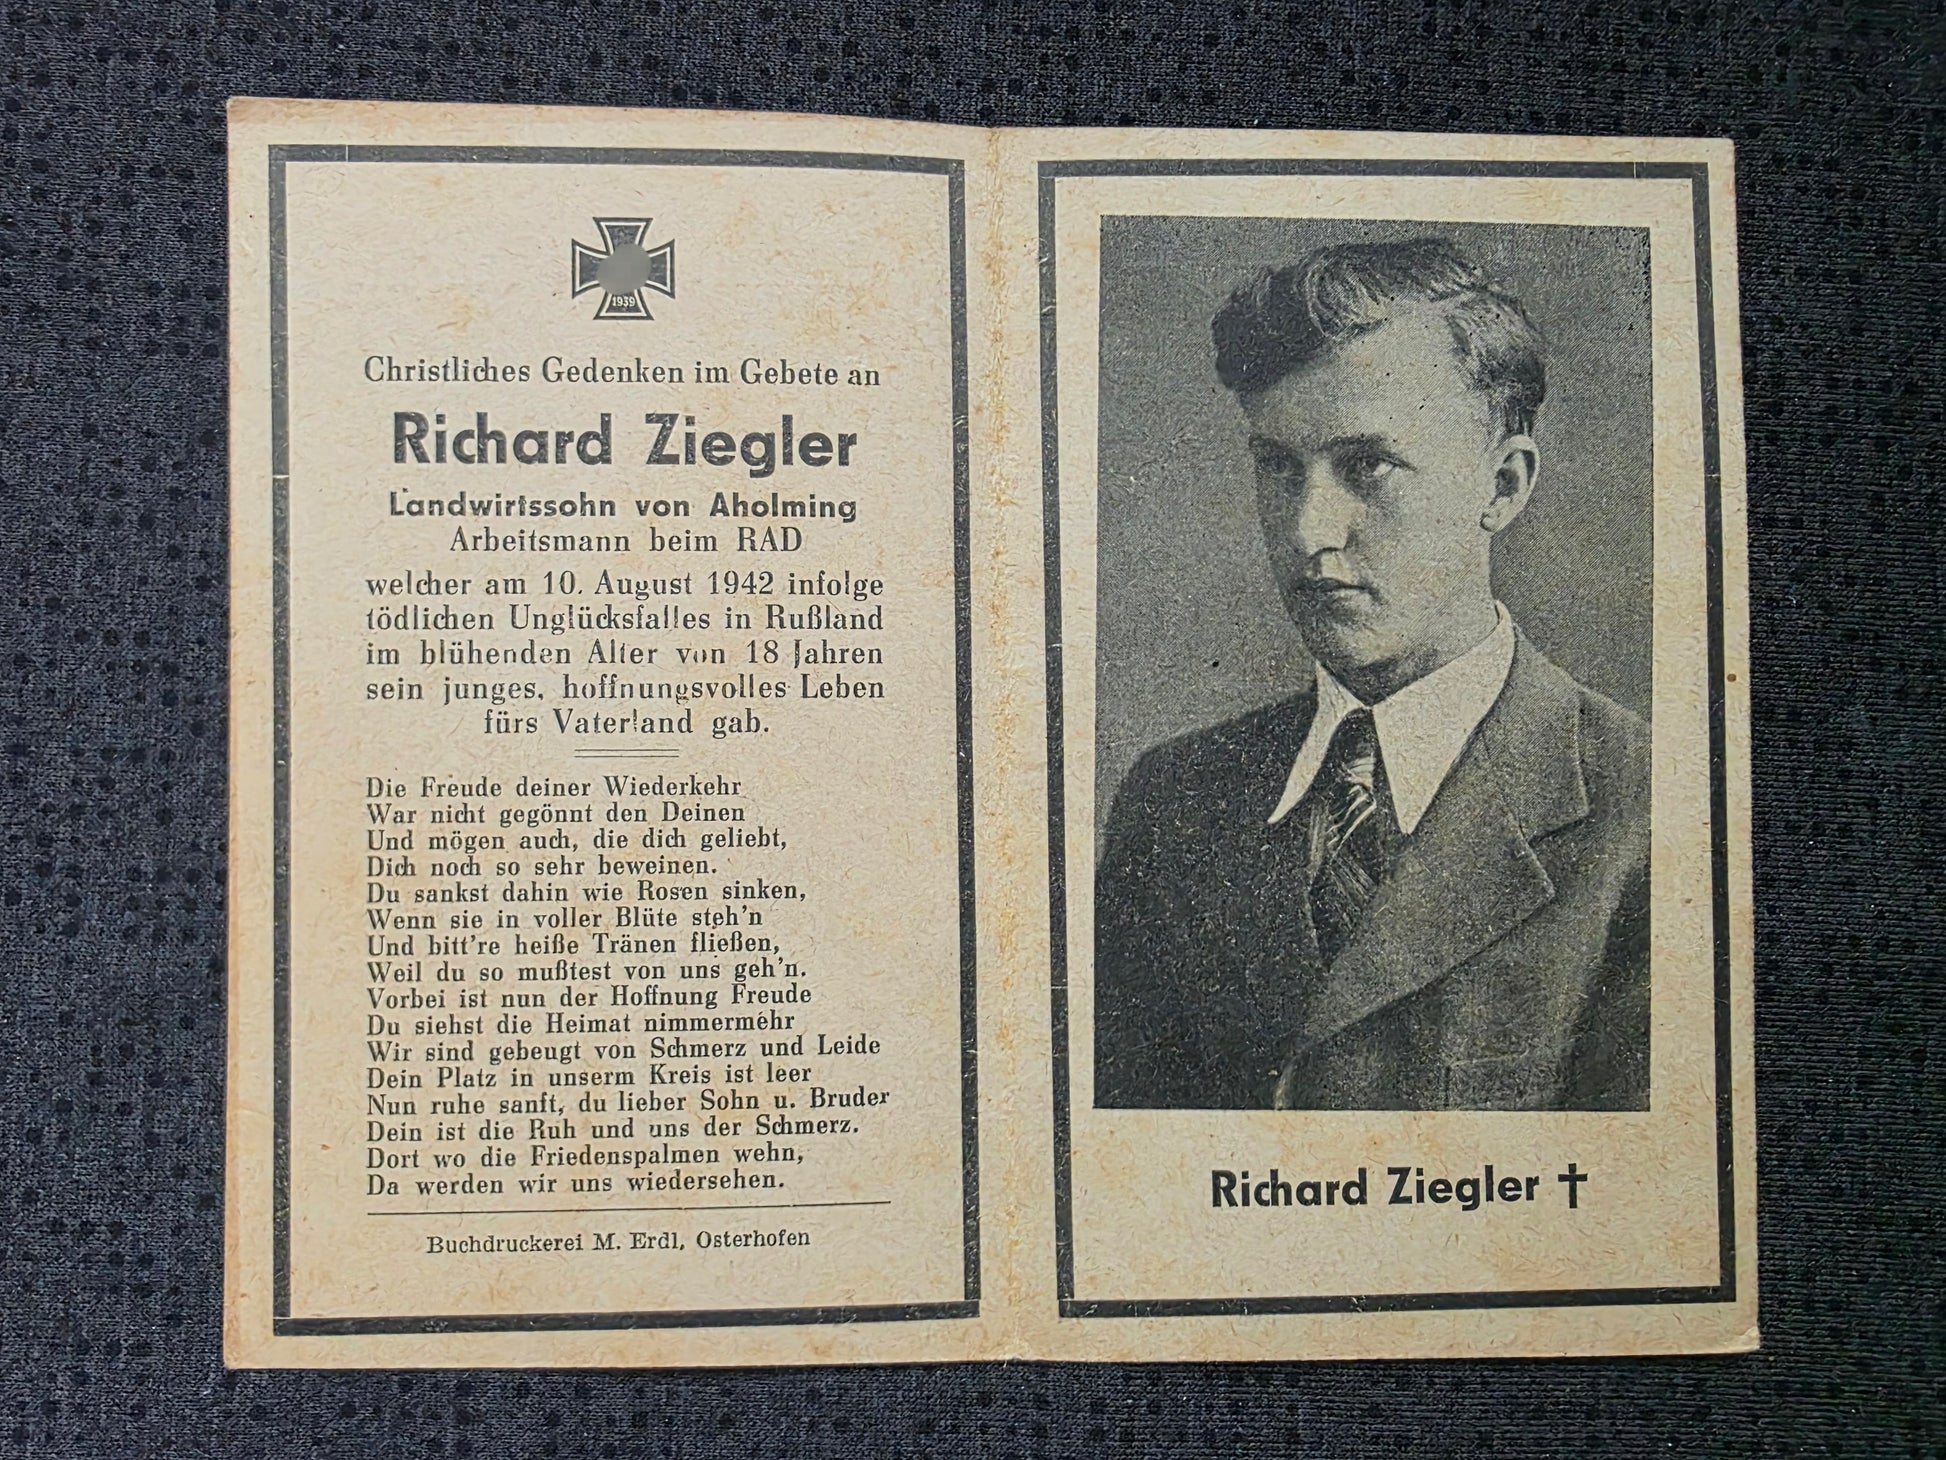 1939
Christliches Gedenken im Gebete an
Richard Ziegler
Landwirtssohn von Aholming
Arbeitsmann beim RAD
welcher am 10. August 1942 infolge
tödlichen Unglücksfalles in Rußland
im blühenden Alter von 18 Jahren
sein junges, hoffnungsvolles Leben
fürs Vaterland gab.
Die Freude deiner Wiederkehr
War nicht gegönnt den Deinen
Und mögen auch, die dich geliebt,
Dich noch so sehr beweinen.
Du sankst dahin wie Rosen sinken,
Wenn sie in voller Blüte steh'n
Und bitt're heiße Tränen fließen,
Weil du so mußtest von uns geh'n.
Vorbei ist nun der Hoffnung Freude
Du siehst die Heimat nimmermehr
Wir sind gebeugt von Schmerz und Leide
Dein Platz in unserm Kreis ist leer
Nun ruhe sanft, du lieber Sohn u. Bruder
Dein ist die Ruh und uns der Schmerz.
Dort wo die Friedenspalmen wehn,
Da werden wir uns wiedersehen.
Buchdruckerei M. Erdl, Osterhofen
Richard Ziegler †